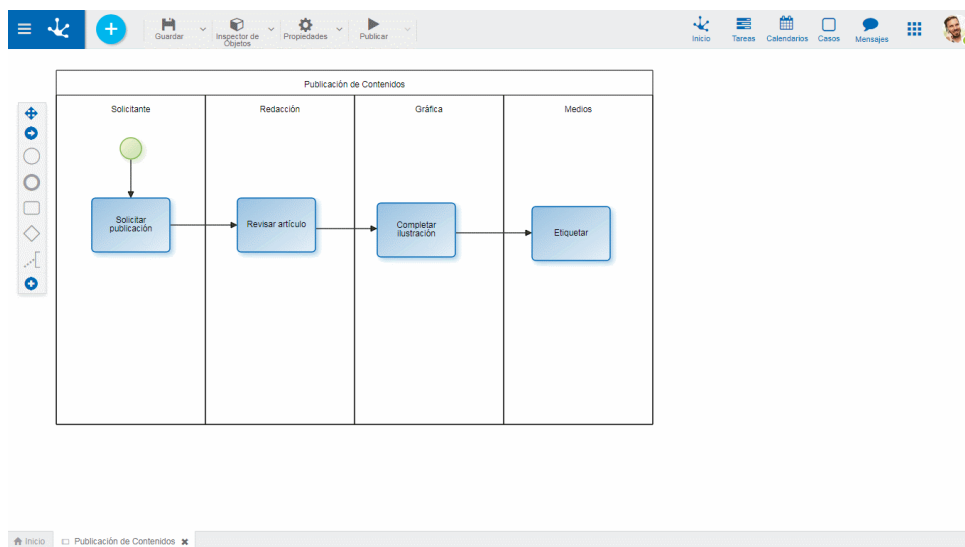 Guardar
Inspector de
Objetos
Propiedades
Publicar
Inicio
Tareas
Calendarios
Casos
Mensajes
Publicación de Contenidos
Solicitante
Redacción
Gráfica
Medios
Solicitar
publicación
Revisar artículo
Completar
ilustración
Etiquetar
Inicio
Publicación de Contenidos